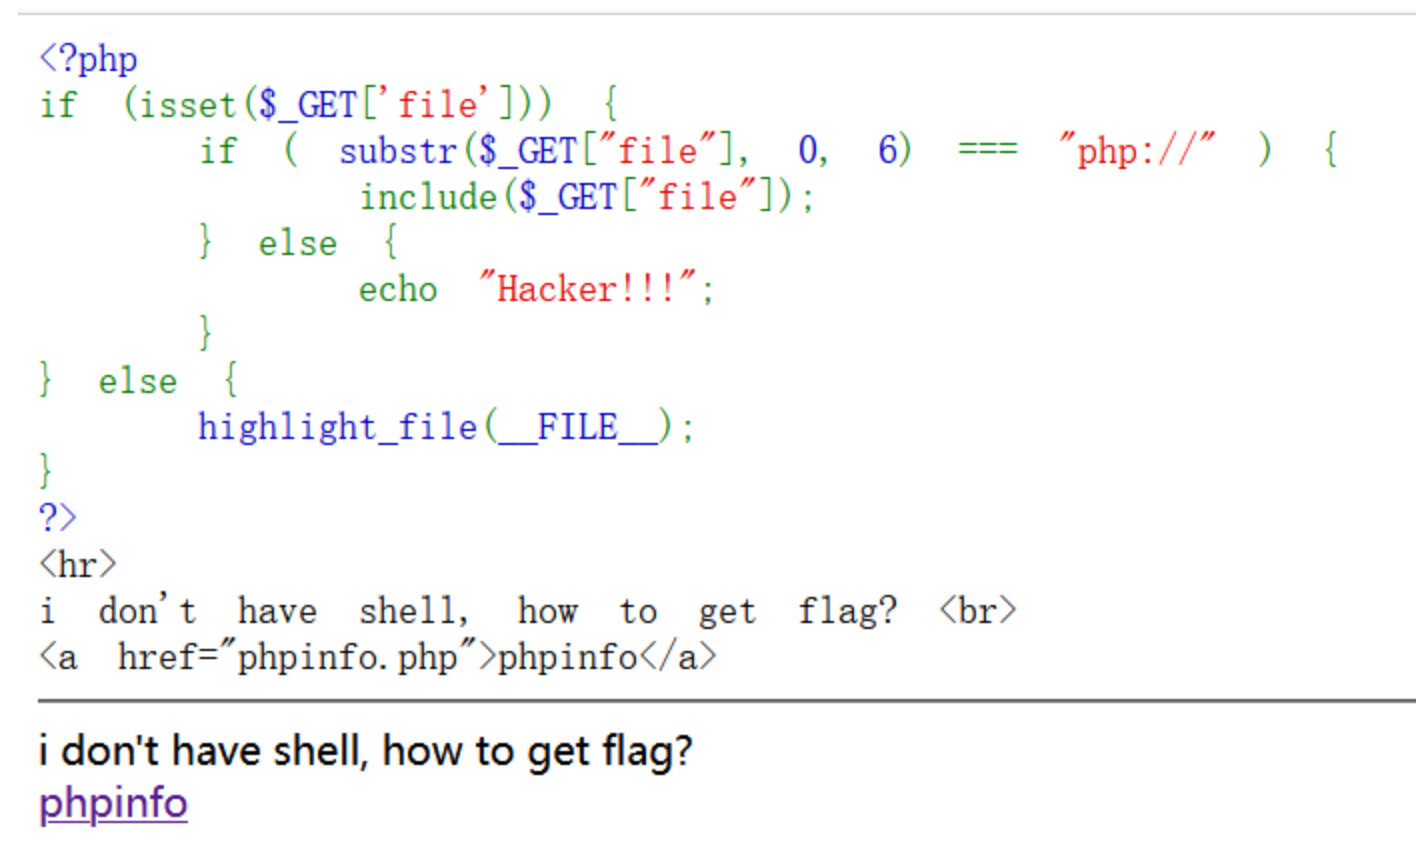 <?php
if (isset($_GET['file'])) {
if ( substr($_GET["file"], 0, 6) === "php://" ) {
include($_GET["file"]);
} else {
echo "Hacker!!!";
}
} else {
highlight_file(__FILE__);
}
?>
<hr>
i don't have shell, how to get flag? <br>
<a href="phpinfo.php">phpinfo</a>
i don't have shell, how to get flag?
phpinfo